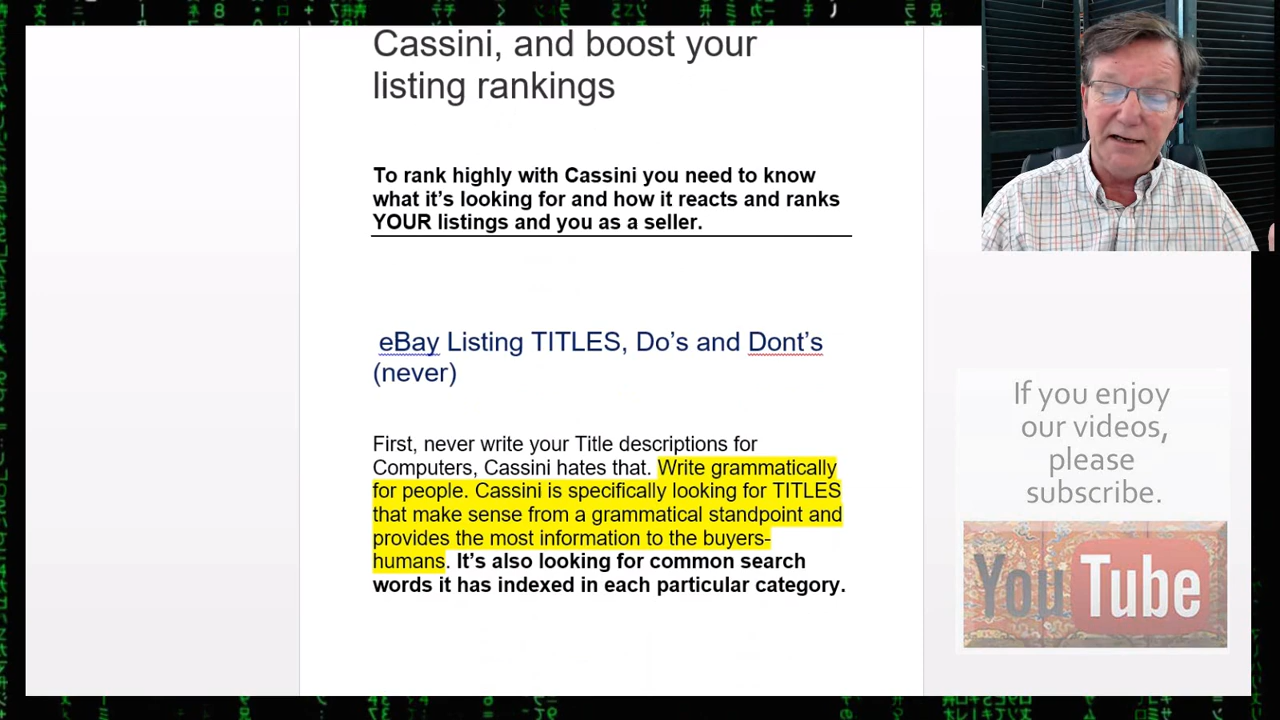 Cassini, and boost your
listing rankings
To rank highly with Cassini you need to know
what it’s looking for and how it reacts and ranks
YOUR listings and you as a seller.
eBay Listing TITLES, Do’s and Dont’s
(never)
First, never write your Title descriptions for
Computers, Cassini hates that. Write grammatically
for people. Cassini is specifically looking for TITLES
that make sense from a grammatical standpoint and
provides the most information to the buyers-
humans. It’s also looking for common search
words it has indexed in each particular category.
If you enjoy
our videos,
please
subscribe.
YouTube